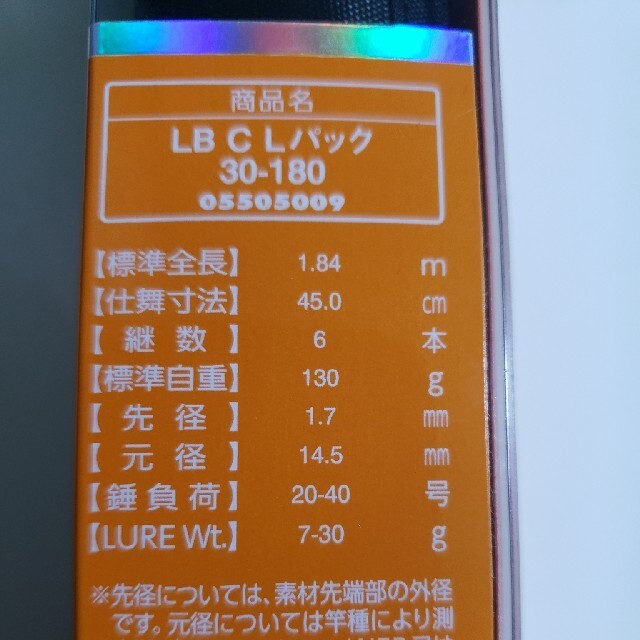 商品名
LB C Lパック
30-180
05505009
【標準全長】 1.84 m
【仕舞寸法】 45.0 cm
【継数】 6 本
【標準自重】 130 g
【先径】 1.7 mm
【元径】 14.5 mm
【錘負荷】 20-40 号
【LURE Wt.】 7-30 g
※先径については、素材先端部の外径
です。元径については竿種により測